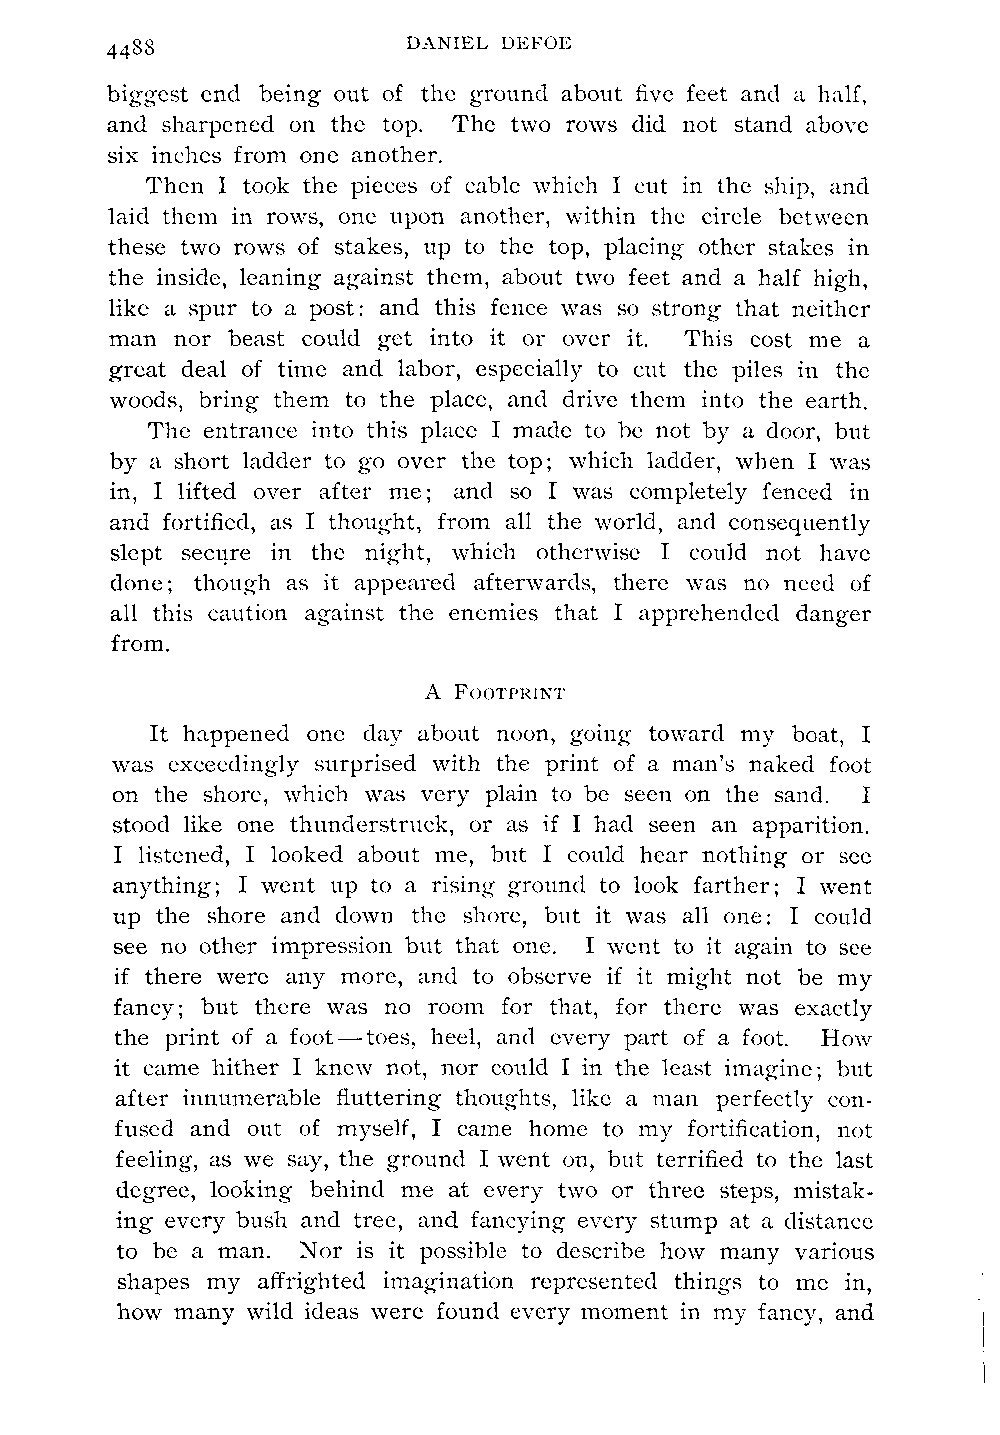 4488
DANIEL DEFOE
biggest end being out of the ground about five feet and a half,
and sharpened on the top. The two rows did not stand above
six inches from one another.
Then I took the pieces of cable which I cut in the ship, and
laid them in rows, one upon another, within the circle between
these two rows of stakes, up to the top, placing other stakes in
the inside, leaning against them, about two feet and a half high,
like a spur to a post: and this fence was so strong that neither
man nor beast could get into it or over it. This cost me a
great deal of time and labor, especially to cut the piles in the
woods, bring them to the place, and drive them into the earth.
The entrance into this place I made to be not by a door, but
by a short ladder to go over the top; which ladder, when I was
in, I lifted over after me; and so I was completely fenced in
and fortified, as I thought, from all the world, and consequently
slept secure in the night, which otherwise I could not have
done; though as it appeared afterwards, there was no need of
all this caution against the enemies that I apprehended danger
from.
A FOOTPRINT
It happened one day about noon, going toward my boat, I
was exceedingly surprised with the print of a man's naked foot
on the shore, which was very plain to be seen on the sand. I
stood like one thunderstruck, or as if I had seen an apparition.
I listened, I looked about me, but I could hear nothing or see
anything; I went up to a rising ground to look farther; I went
up the shore and down the shore, but it was all one: I could
see no other impression but that one. I went to it again to see
if there were any more, and to observe if it might not be my
fancy; but there was no room for that, for there was exactly
the print of a foot—toes, heel, and every part of a foot. How
it came hither I knew not, nor could I in the least imagine; but
after innumerable fluttering thoughts, like a man perfectly con-
fused and out of myself, I came home to my fortification, not
feeling, as we say, the ground I went on, but terrified to the last
degree, looking behind me at every two or three steps, mistak-
ing every bush and tree, and fancying every stump at a distance
to be a man. Nor is it possible to describe how many various
shapes my affrighted imagination represented things to me in,
how many wild ideas were found every moment in my fancy, and